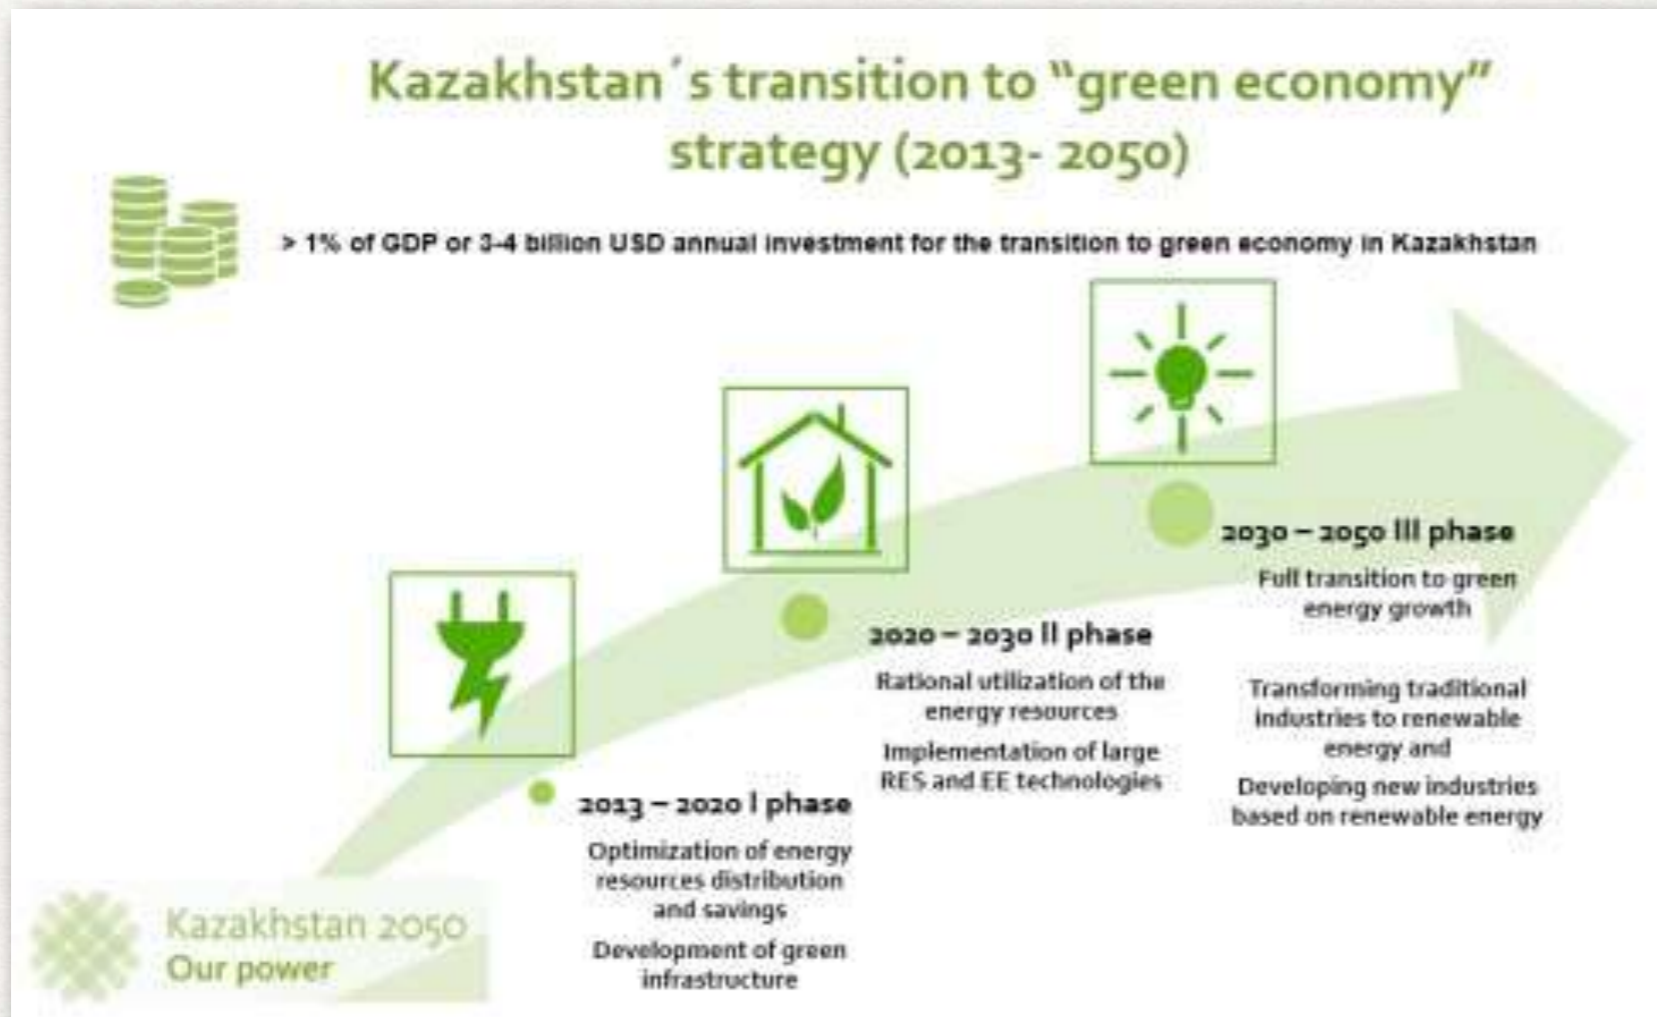 Kazakhstan´s transition to “green economy”
strategy (2013- 2050)
> 1% of GDP or 3-4 billion USD annual investment for the transition to green economy in Kazakhstan
2013 – 2020 I phase
Optimization of energy
resources distribution
and savings
Development of green
infrastructure
2020 – 2030 II phase
Rational utilization of the
energy resources
Implementation of large
RES and EE technologies
2030 – 2050 III phase
Full transition to green
energy growth
Transforming traditional
industries to renewable
energy and
Developing new industries
based on renewable energy
Kazakhstan 2050
Our power